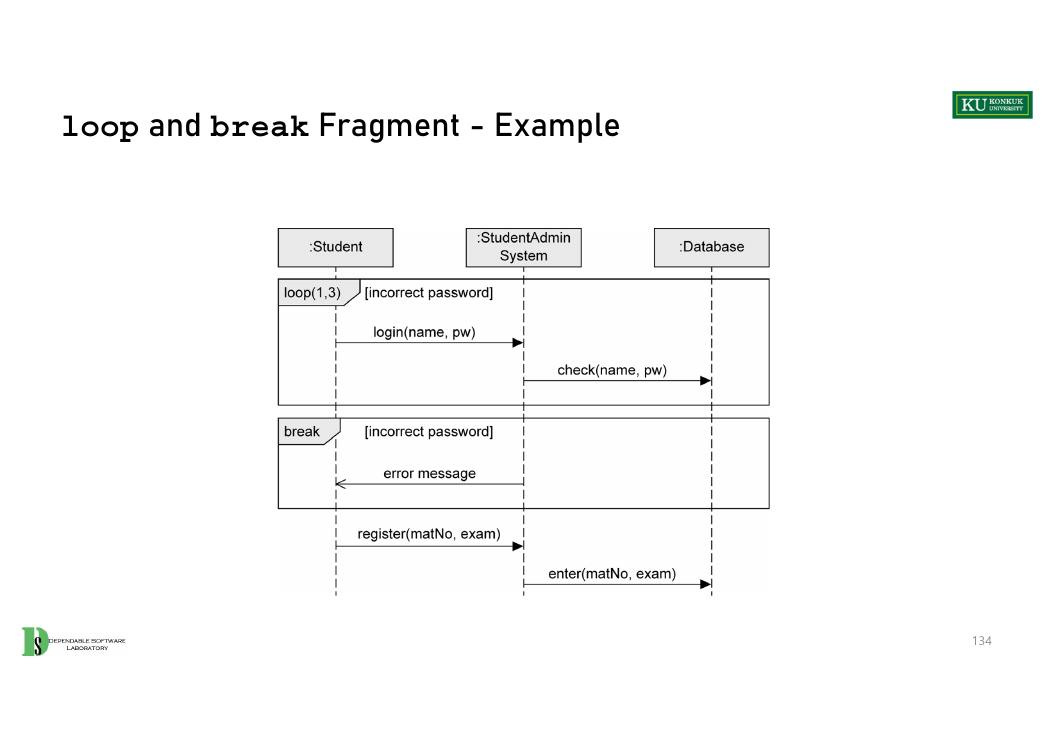 loop and break Fragment - Example
KU KONKUK
UNIVERSITY
:Student
:StudentAdmin
System
:Database
loop(1,3)
[incorrect password]
login(name, pw)
check(name, pw)
break
[incorrect password]
error message
register(matNo, exam)
enter(matNo, exam)
DS DEPENDABLE SOFTWARE
LABORATORY
134